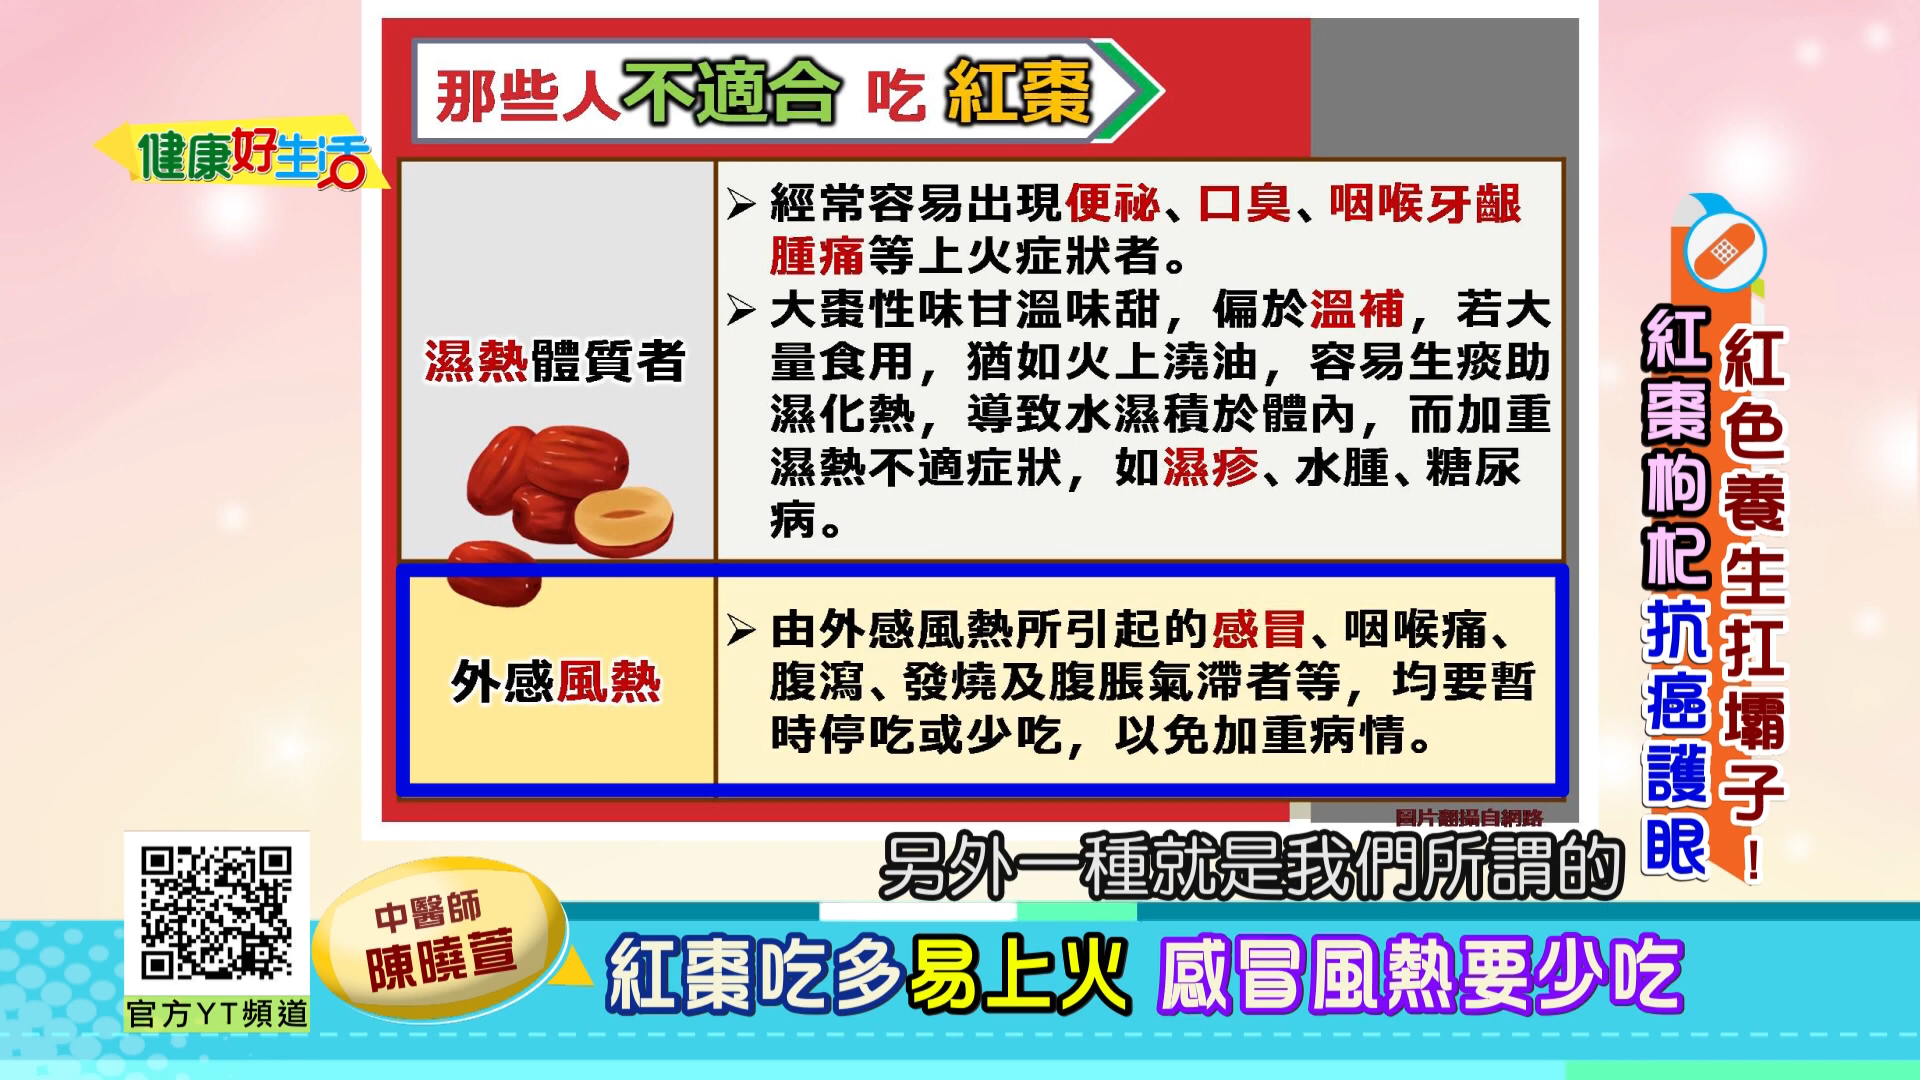 那些人不適合 吃 紅棗
健康好生活
濕熱體質者
➢ 經常容易出現便祕、口臭、咽喉牙齦
腫痛等上火症狀者。
➢ 大棗性味甘溫味甜，偏於溫補，若大
量食用，猶如火上澆油，容易生痰助
濕化熱，導致水濕積於體內，而加重
濕熱不適症狀，如濕疹、水腫、糖尿
病。
外感風熱
➢ 由外感風熱所引起的感冒、咽喉痛、
腹瀉、發燒及腹脹氣滯者等，均要暫
時停吃或少吃，以免加重病情。
圖片翻攝自網路
紅色養生扛壩子！
紅棗枸杞抗癌護眼
另外一種就是我們所謂的
中醫師
陳曉萱
紅棗吃多易上火 感冒風熱要少吃
官方YT頻道